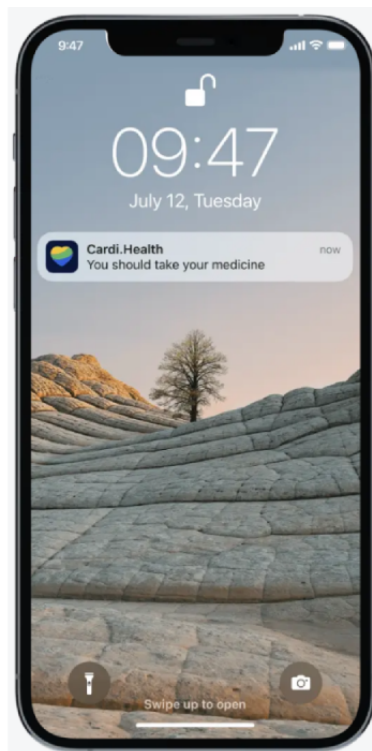 9:47
09:47
July 12, Tuesday
Cardi.Health
now
You should take your medicine
Swipe up to open